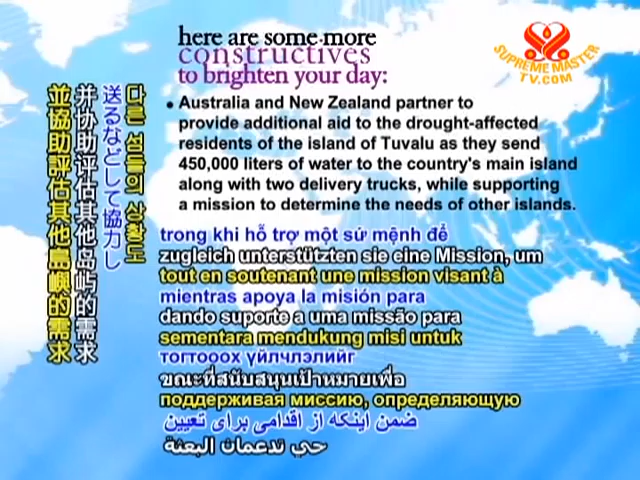 here are some more
constructives
to brighten your day:
SUPREME MASTER
TV.COM
• Australia and New Zealand partner to
provide additional aid to the drought-affected
residents of the island of Tuvalu as they send
450,000 liters of water to the country's main island
along with two delivery trucks, while supporting
a mission to determine the needs of other islands.
다른 섬들의 상황도
送るなどして協力し
并协助评估其他岛屿的需求
並協助評估其他島嶼的需求
trong khi hỗ trợ một sứ mệnh để
zugleich unterstützten sie eine Mission, um
tout en soutenant une mission visant à
mientras apoya la misión para
dando suporte a uma missão para
sementara mendukung misi untuk
тогтооох үйлчлэлийг
ขณะที่สนับสนุนเป้าหมายเพื่อ
поддерживая миссию, определяющую
ضمن اینکه از اقدامی برای تعیین
حي تدعمان البعثة